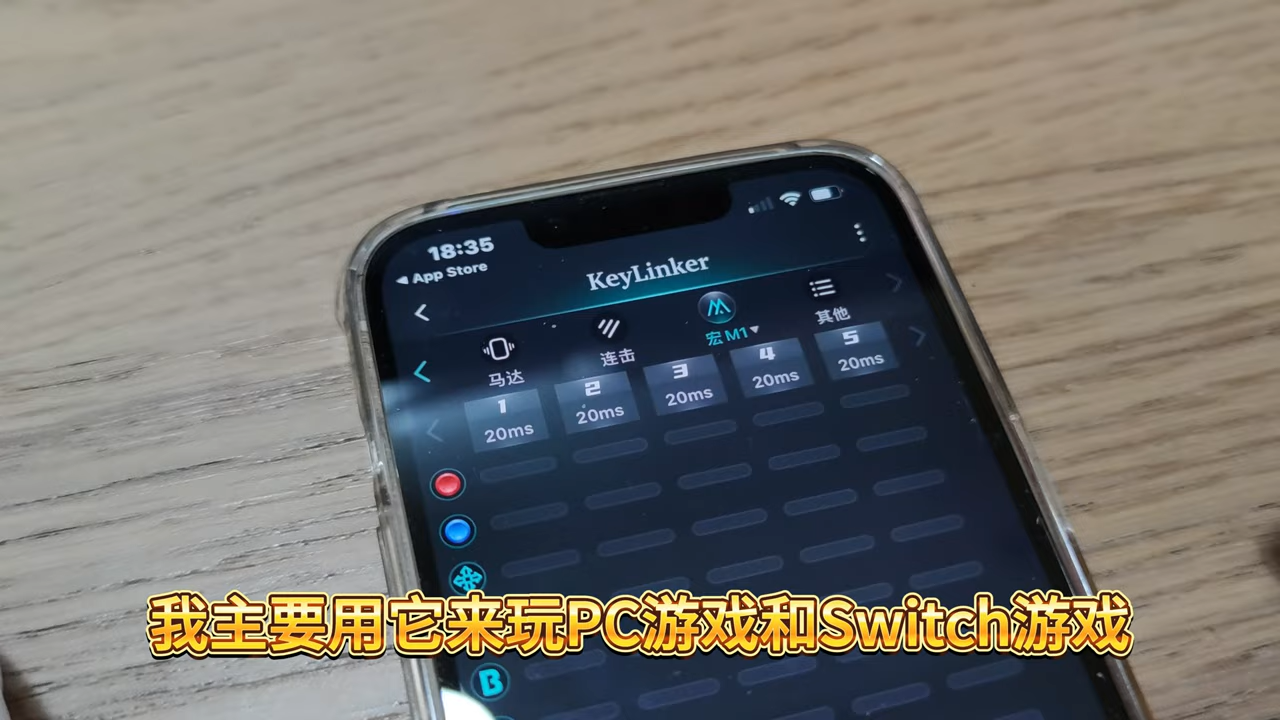 18:35
App Store
KeyLinker
马达
连击
宏 M1
其他
1
2
3
4
5
20ms
20ms
20ms
20ms
20ms
B
我主要用它来玩PC游戏和Switch游戏